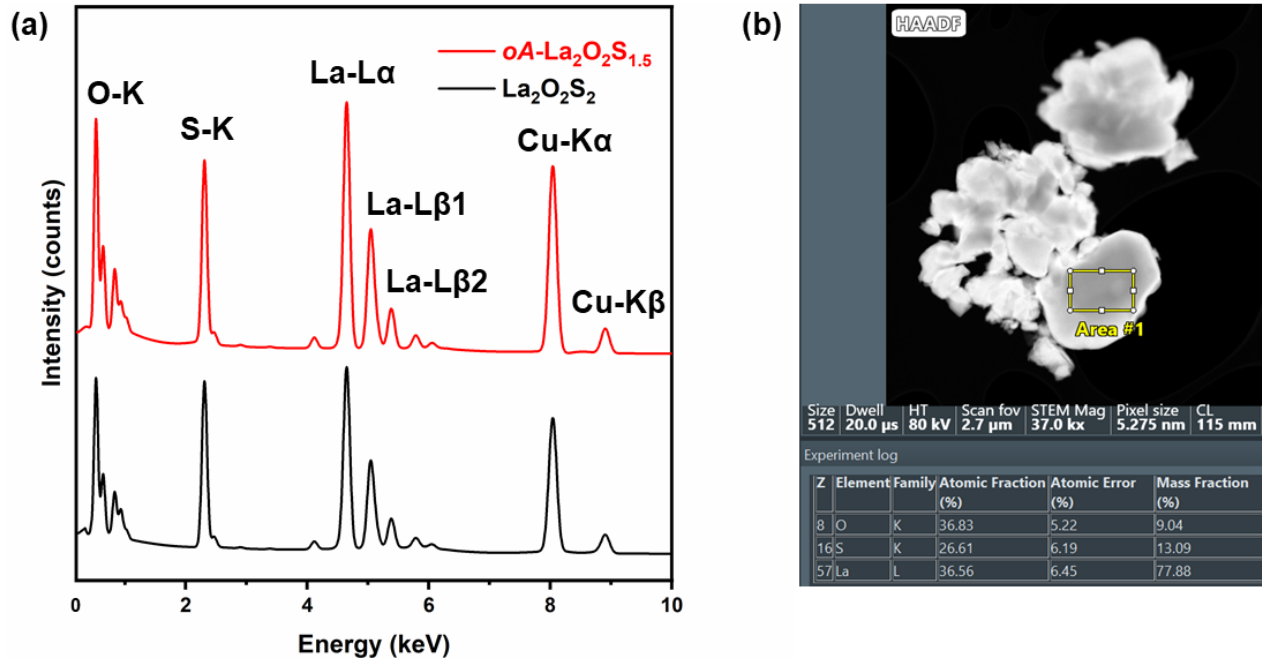 (a)
oA-La₂O₂S₁.₅
La₂O₂S₂
O-K
S-K
La-Lα
La-Lβ1
La-Lβ2
Cu-Kα
Cu-Kβ
Intensity (counts)
0 2 4 6 8 10
Energy (keV)
(b)
HAADF
Area #1
Size Dwell HT Scan fov STEM Mag Pixel size CL
512 20.0 µs 80 kV 2.7 µm 37.0 kx 5.275 nm 115 mm
Experiment log
Z Element Family Atomic Fraction (%) Atomic Error (%) Mass Fraction (%)
8 O K 36.83 5.22 9.04
16 S K 26.61 6.19 13.09
57 La L 36.56 6.45 77.88